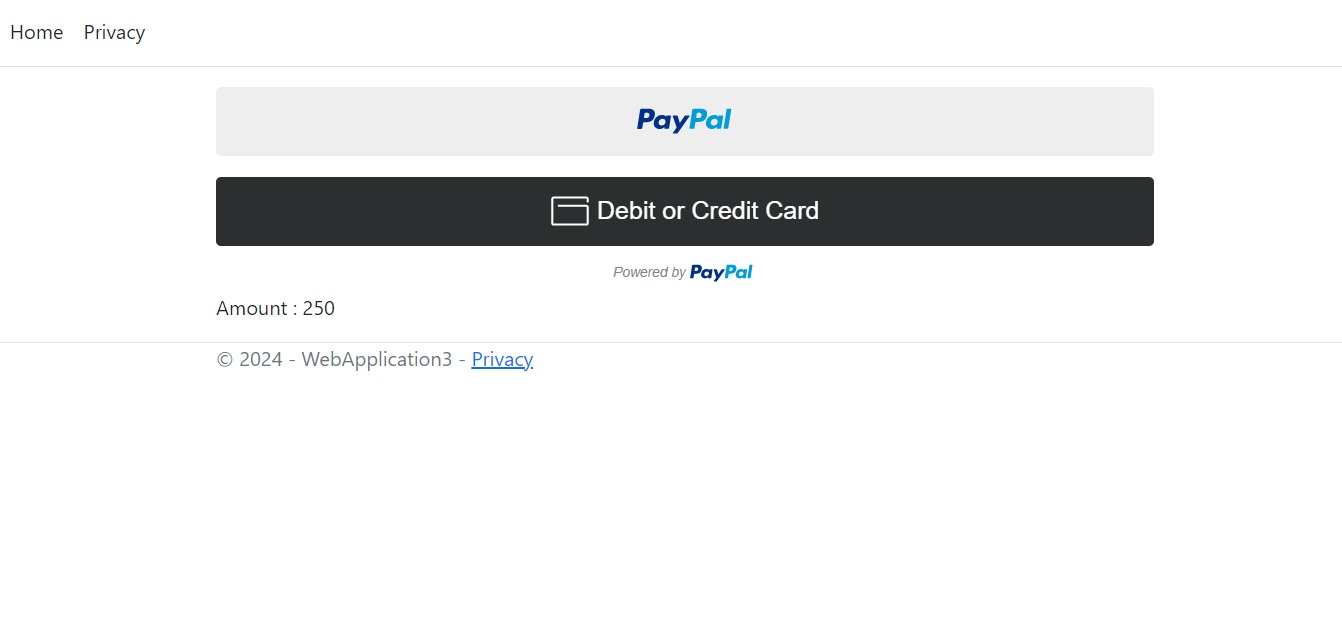 Home Privacy
PayPal
Debit or Credit Card
Powered by PayPal
Amount : 250
© 2024 - WebApplication3 - Privacy